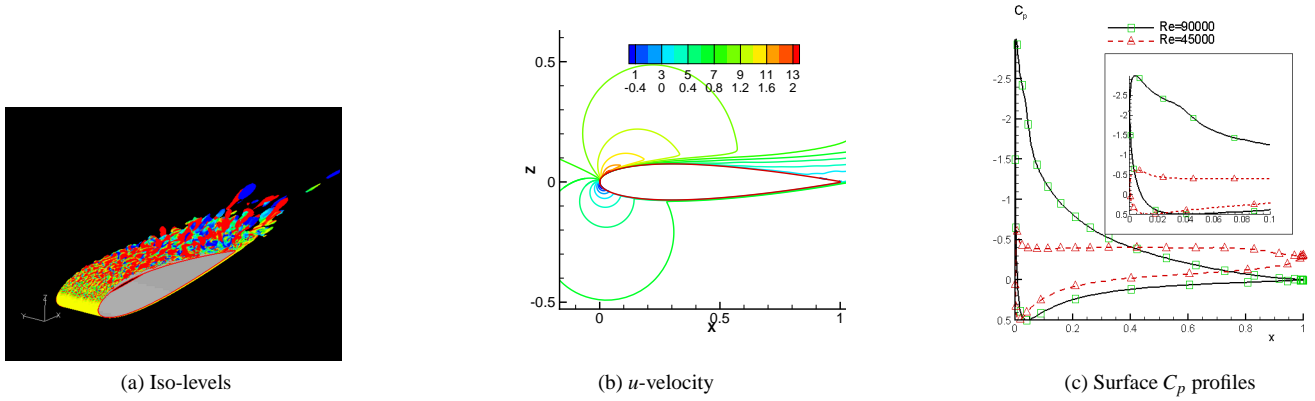 Z
Y
X
(a) Iso-levels
1 3 5 7 9 11 13
-0.4 0 0.4 0.8 1.2 1.6 2
0.5
0
-0.5
Z
0
X
1
(b) u-velocity
Cp
Re=90000
Re=45000
-2.5
-2
-1.5
-1
-0.5
0
0.5
0 0.2 0.4 0.6 0.8 1
x
-2.5
-2
-1.5
-1
-0.5
0
0.5
0 0.02 0.04 0.06 0.08 0.1
(c) Surface Cp profiles